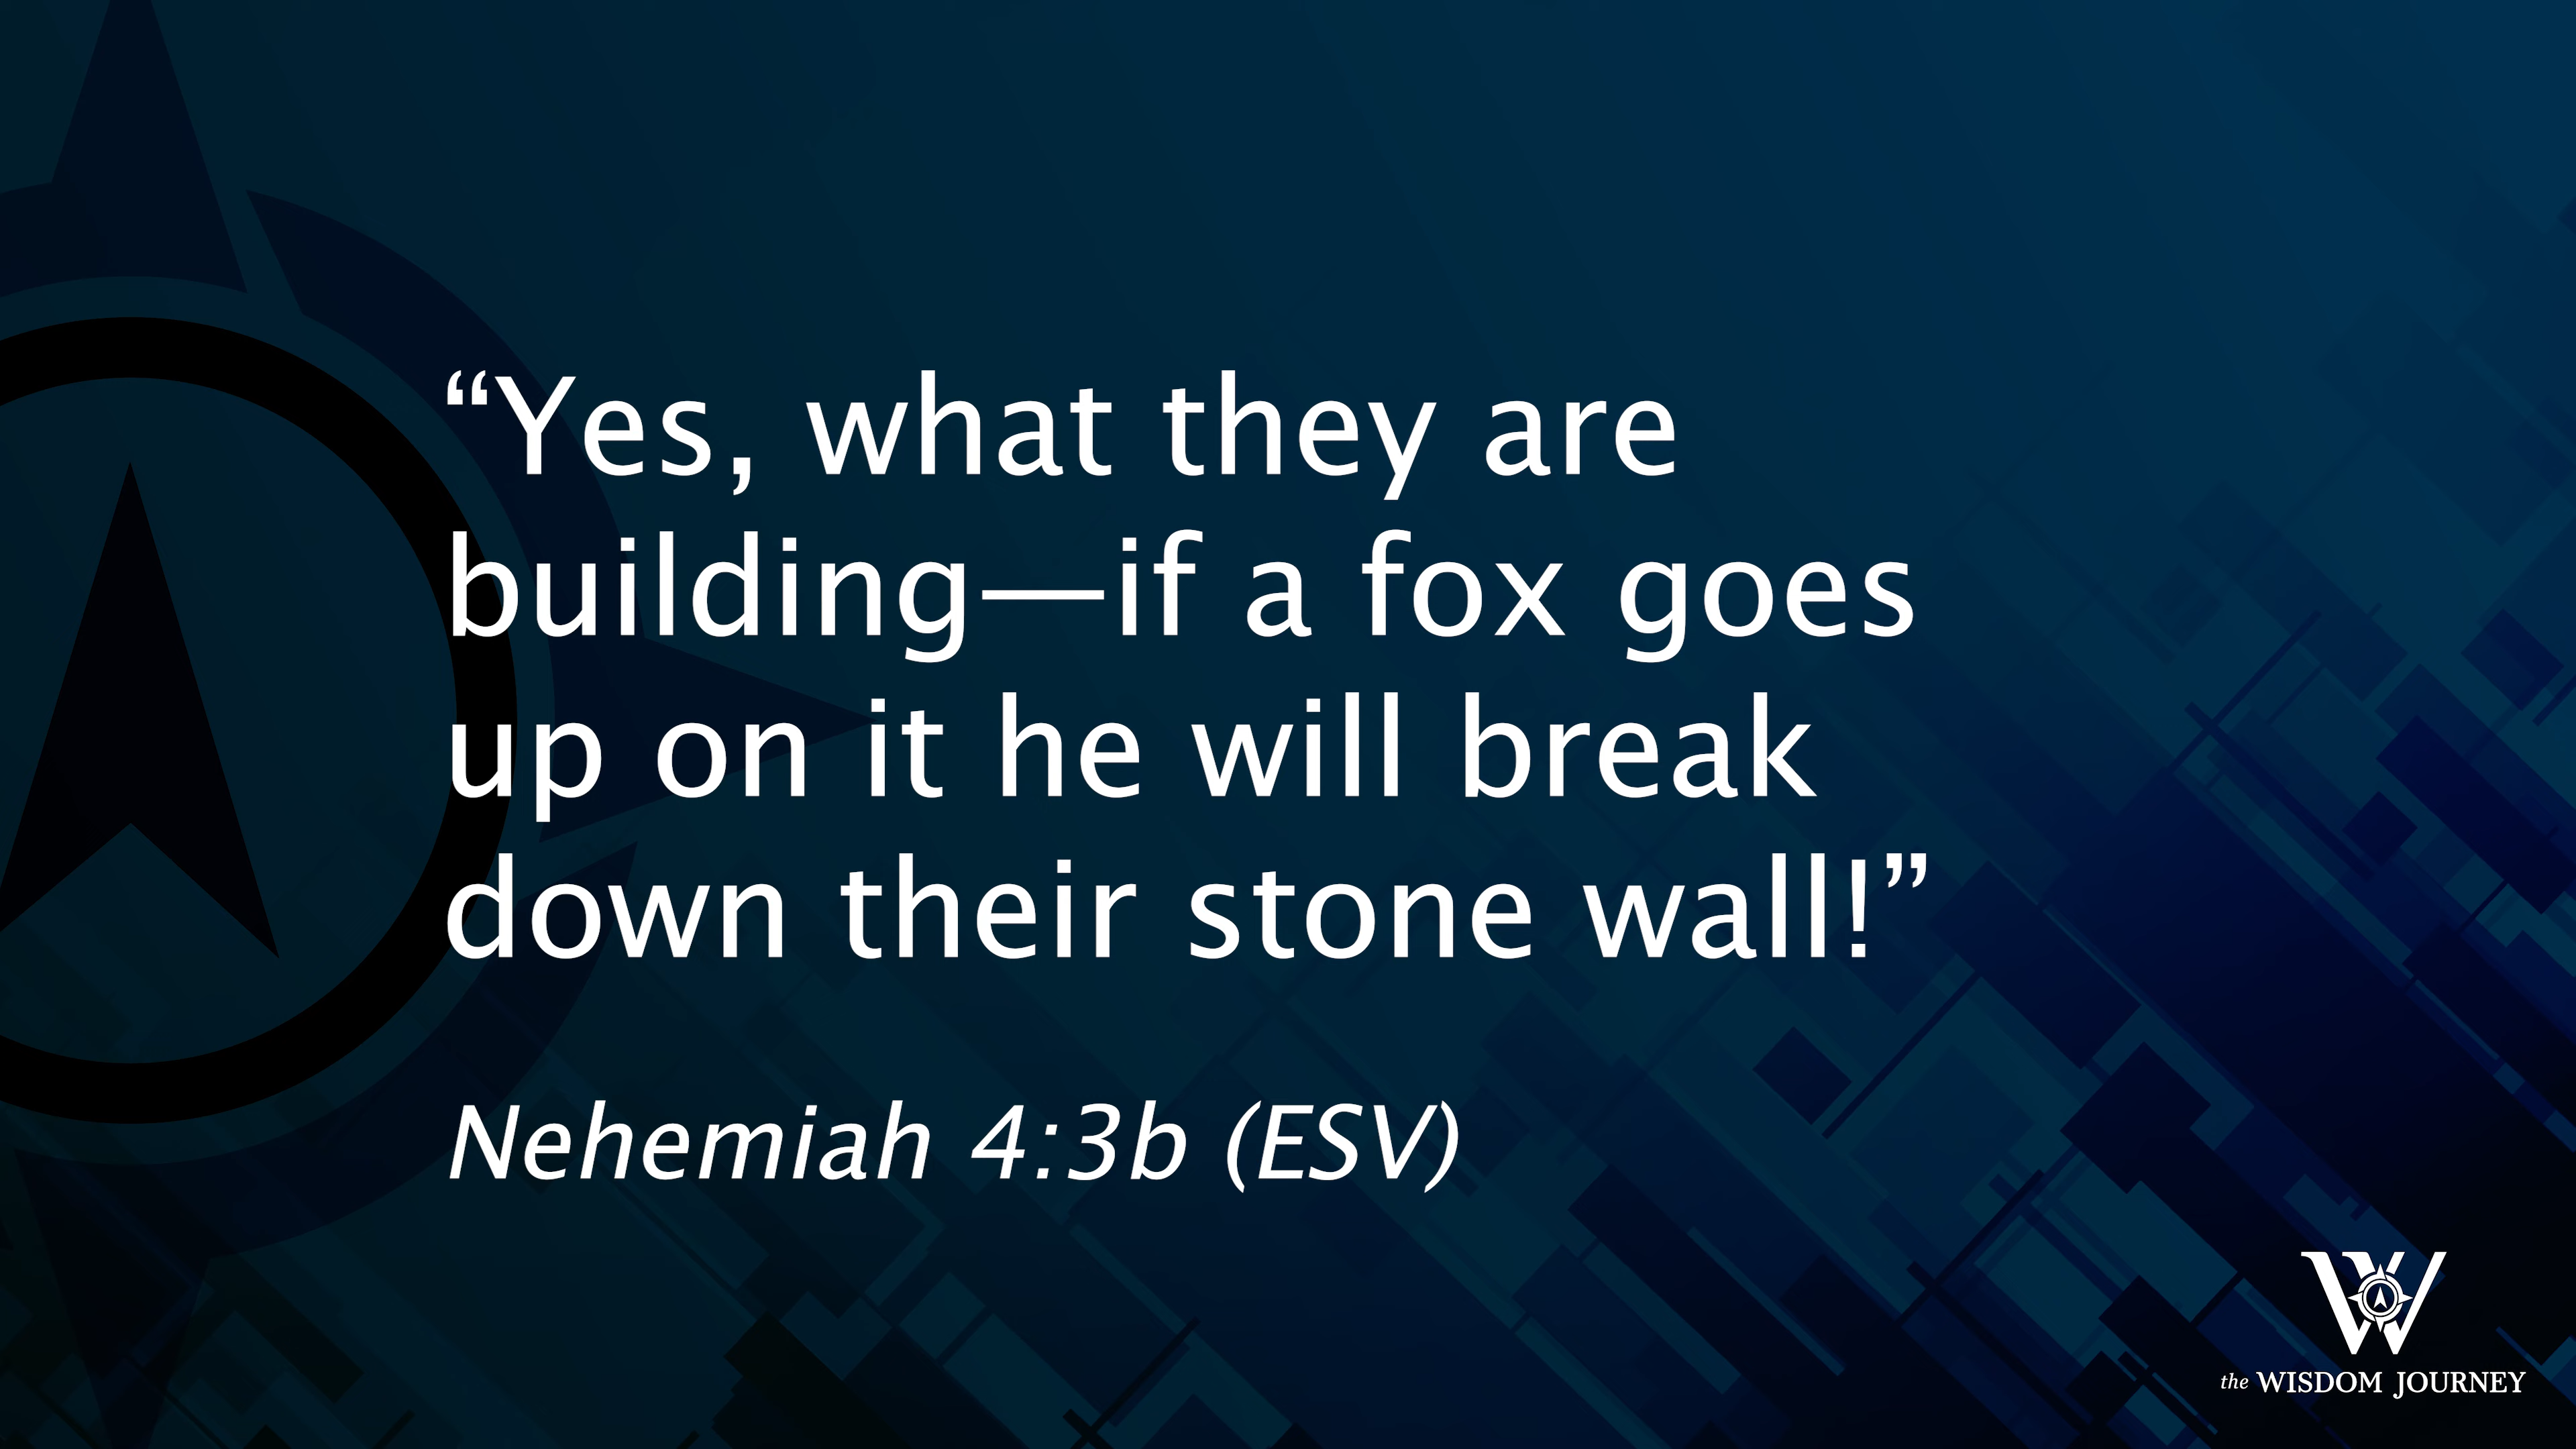 “Yes, what they are
building—if a fox goes
up on it he will break
down their stone wall!”
Nehemiah 4:3b (ESV)
W
the WISDOM JOURNEY